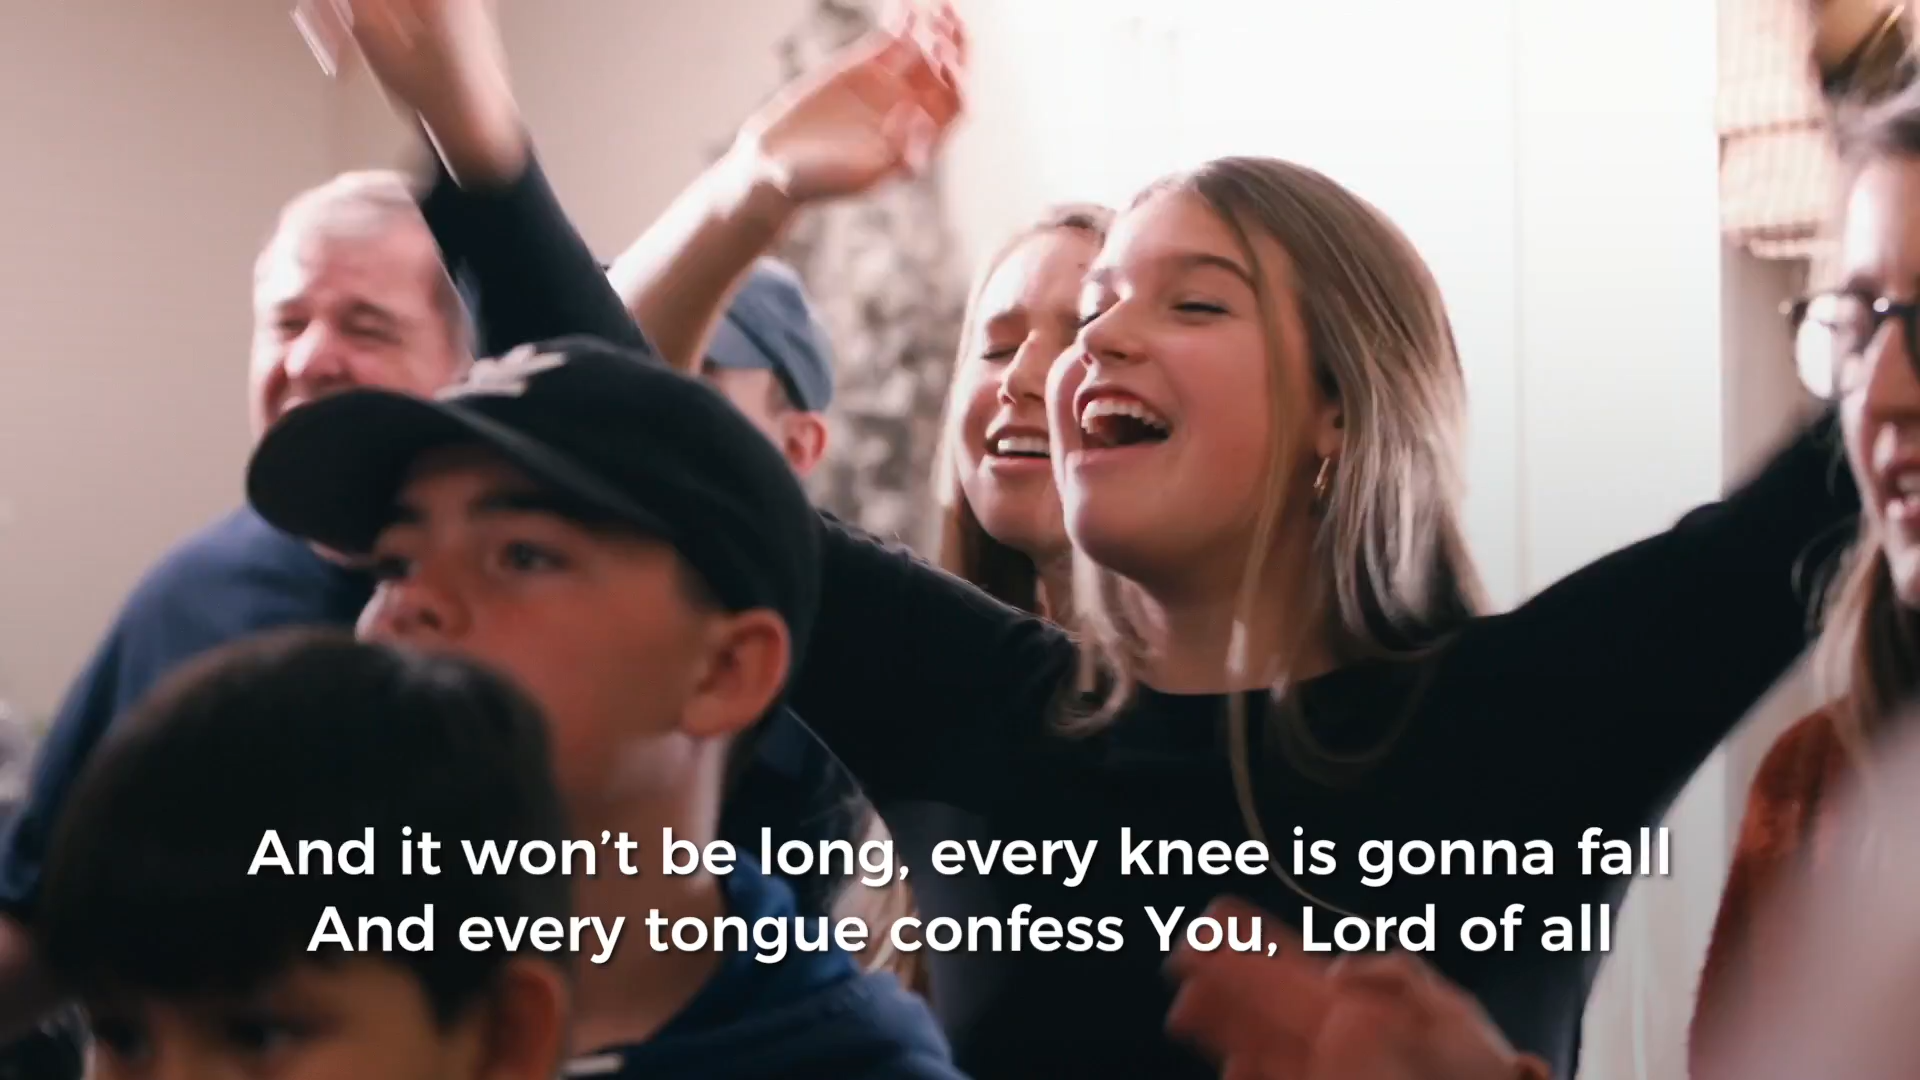 And it won’t be long, every knee is gonna fall
And every tongue confess You, Lord of all